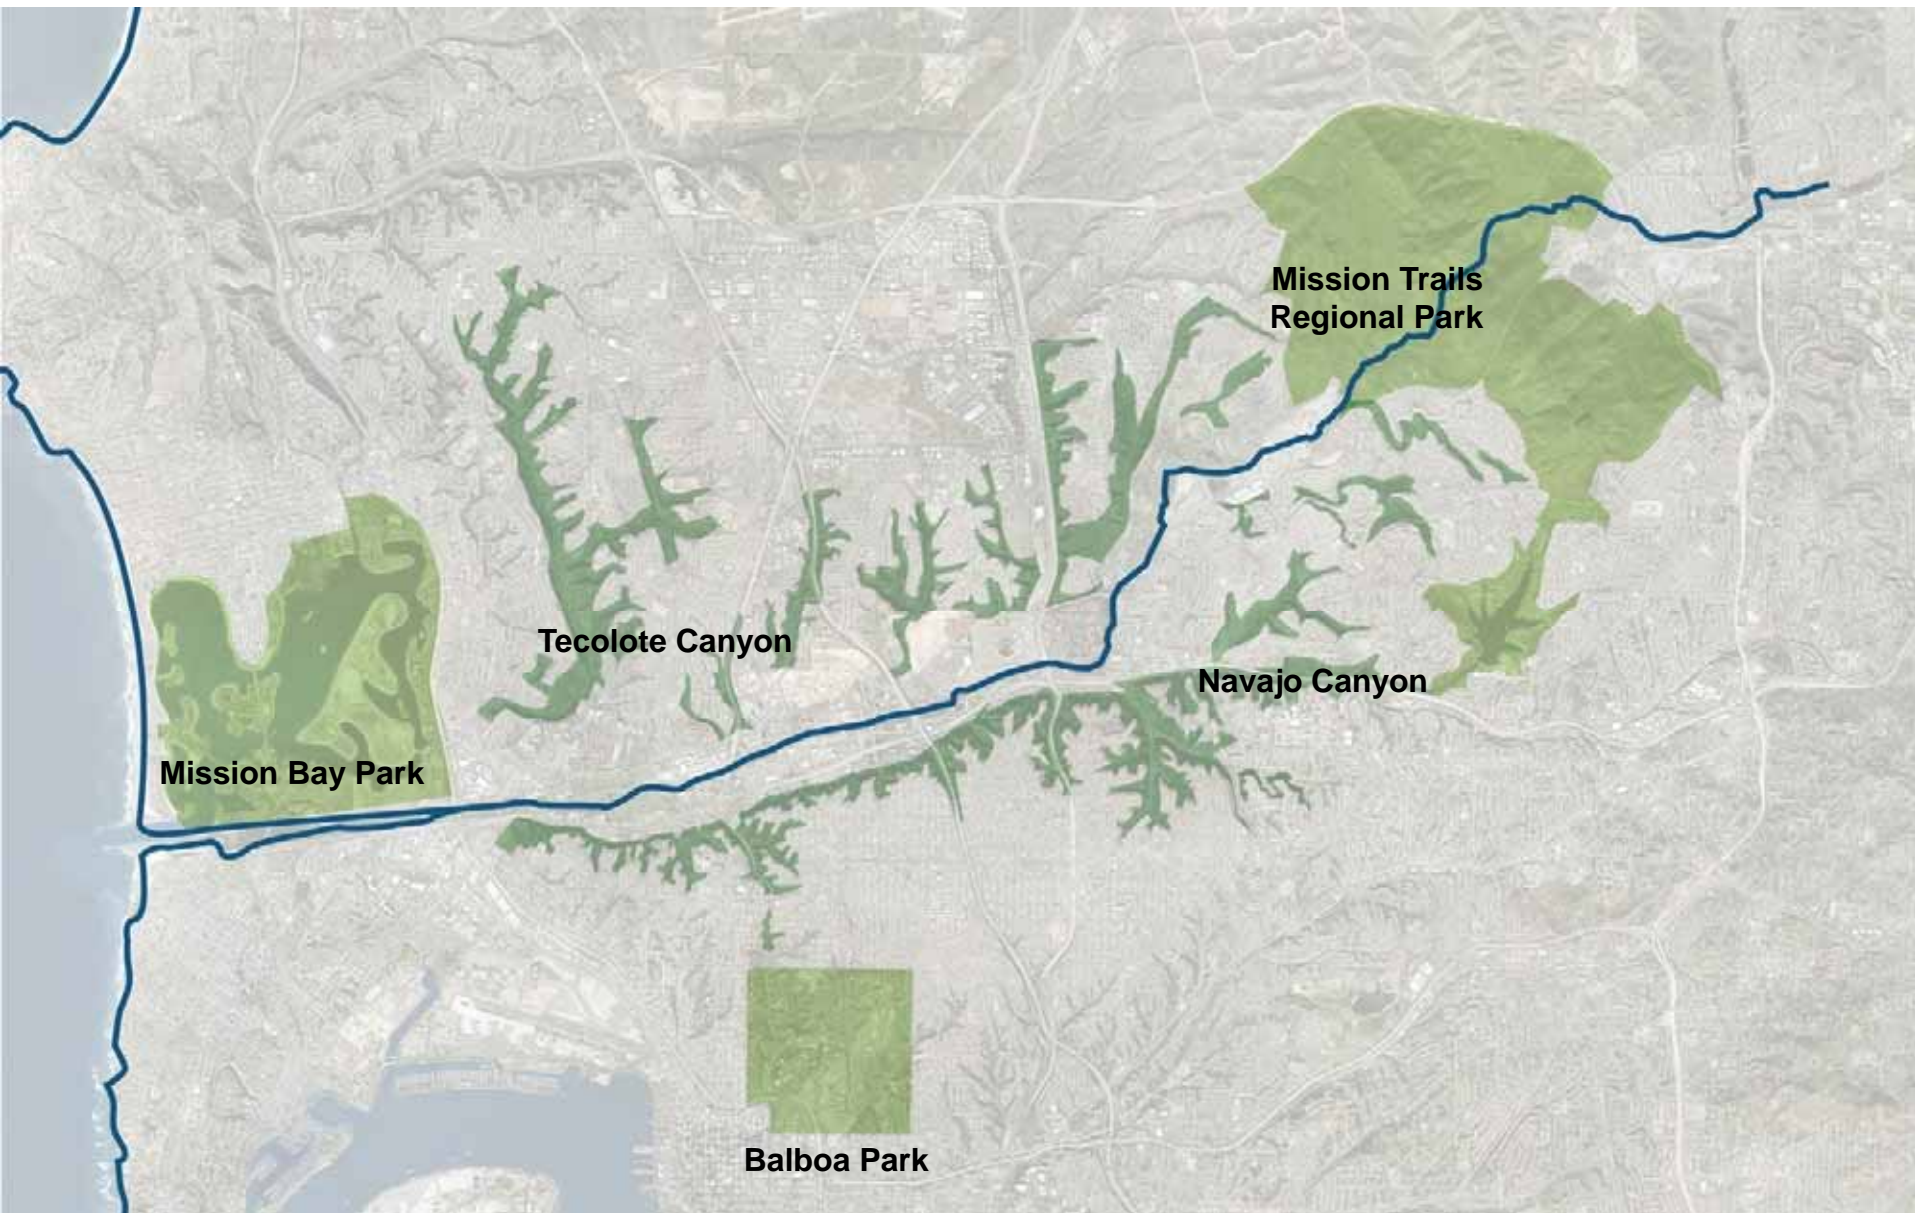 Mission Trails
Regional Park
Tecolote Canyon
Navajo Canyon
Mission Bay Park
Balboa Park